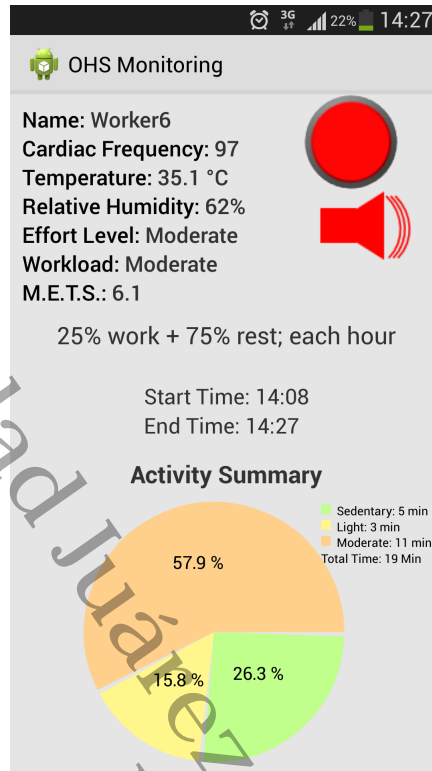 3G 22% 14:27
OHS Monitoring
Name: Worker6
Cardiac Frequency: 97
Temperature: 35.1 °C
Relative Humidity: 62%
Effort Level: Moderate
Workload: Moderate
M.E.T.S.: 6.1
25% work + 75% rest; each hour
Start Time: 14:08
End Time: 14:27
Activity Summary
Sedentary: 5 min
Light: 3 min
Moderate: 11 min
Total Time: 19 Min
57.9 %
15.8 %
26.3 %
Juárez